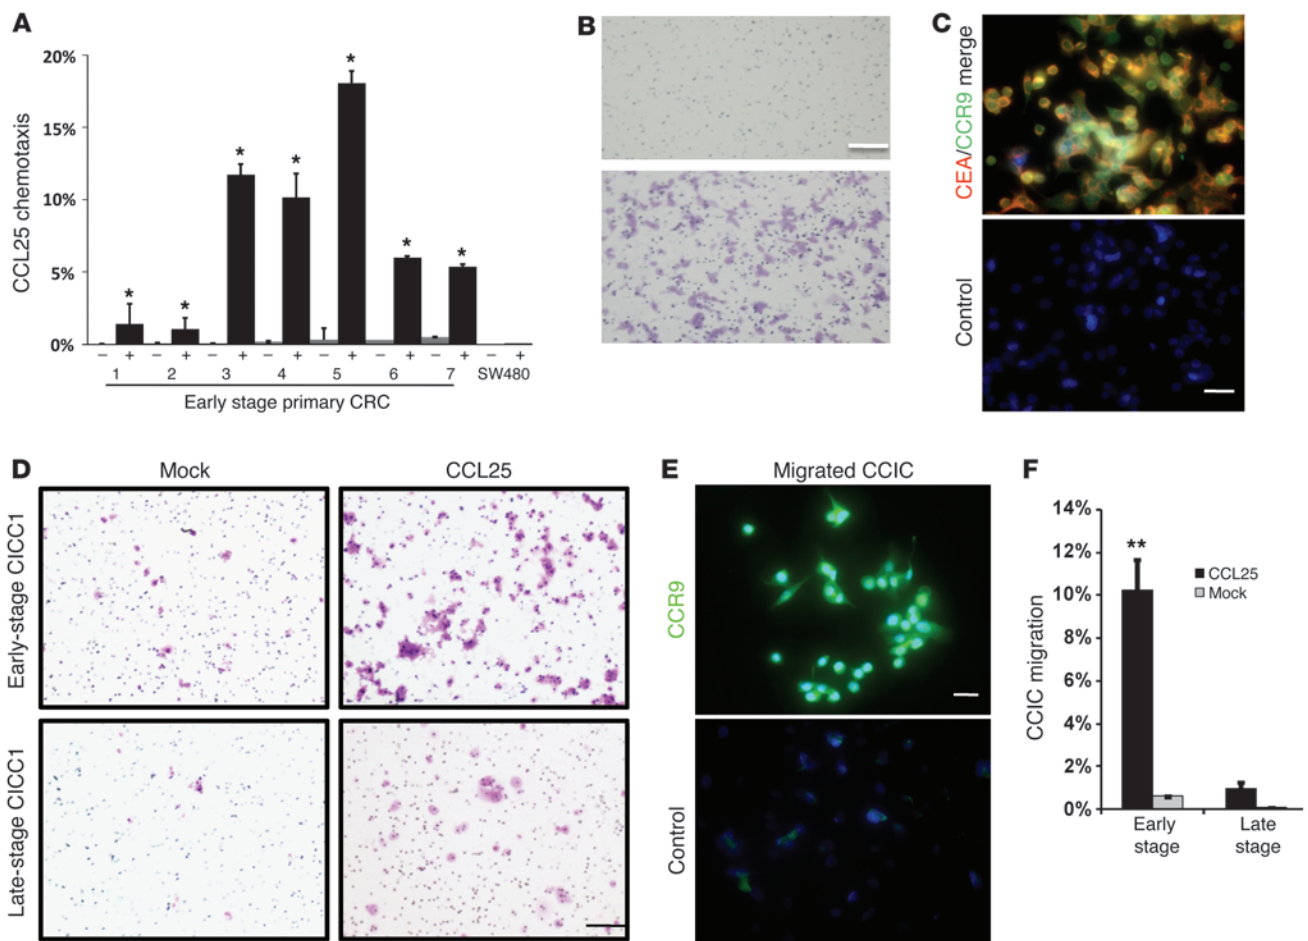 A
20%
15%
10%
5%
0%
CCL25 chemotaxis
* * * * * * *
– + – + – + – + – + – + – + – +
1 2 3 4 5 6 7 SW480
Early stage primary CRC
B
C
CEA/CCR9 merge
Control
D
Mock CCL25
Early-stage CICC1
Late-stage CICC1
E
Migrated CCIC
CCR9
Control
F
14%
12%
10%
8%
6%
4%
2%
0%
CCIC migration
**
CCL25
Mock
Early
stage
Late
stage